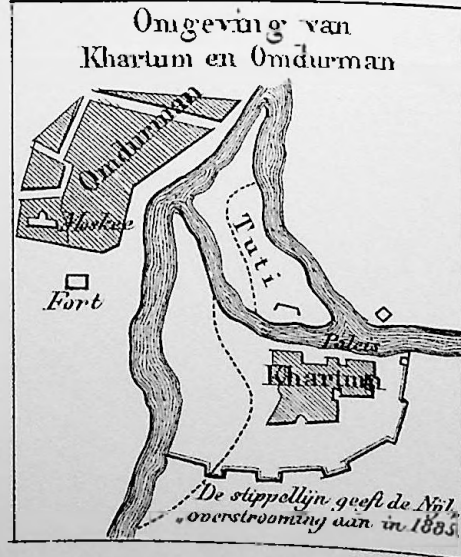 Omgeving van
Khartum en Omdurman
Omdurman
Moskee
Tuti
Fort
Paleis
Khartum
De stippellijn geeft de Nijl
overstrooming aan in 1885